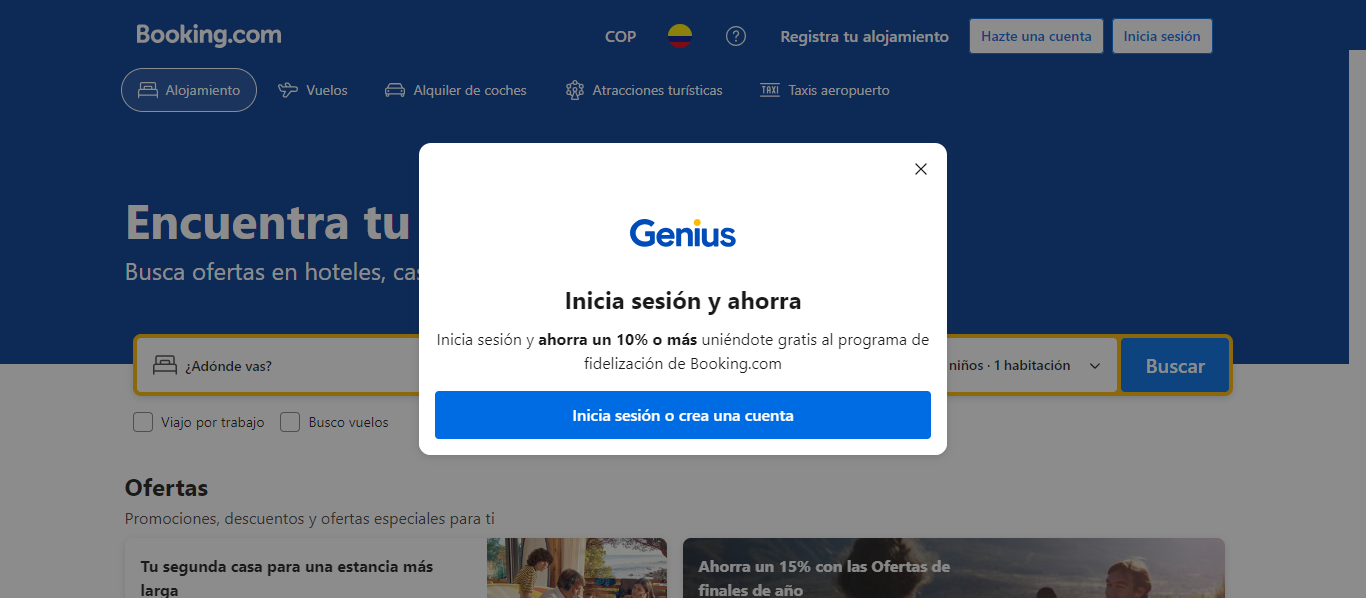 Booking.com
COP
Registra tu alojamiento
Hazte una cuenta
Inicia sesión
Alojamiento
Vuelos
Alquiler de coches
Atracciones turísticas
TAXI
Taxis aeropuerto
Encuentra tu
Busca ofertas en hoteles,
Genius
Inicia sesión y ahorra
Inicia sesión y ahorra un 10% o más uniéndote gratis al programa de
fidelización de Booking.com
Inicia sesión o crea una cuenta
¿Adónde vas?
niños · 1 habitación
Buscar
Viajo por trabajo
Busco vuelos
Ofertas
Promociones, descuentos y ofertas especiales para ti
Tu segunda casa para una estancia más
larga
Ahorra un 15% con las Ofertas de
finales de año